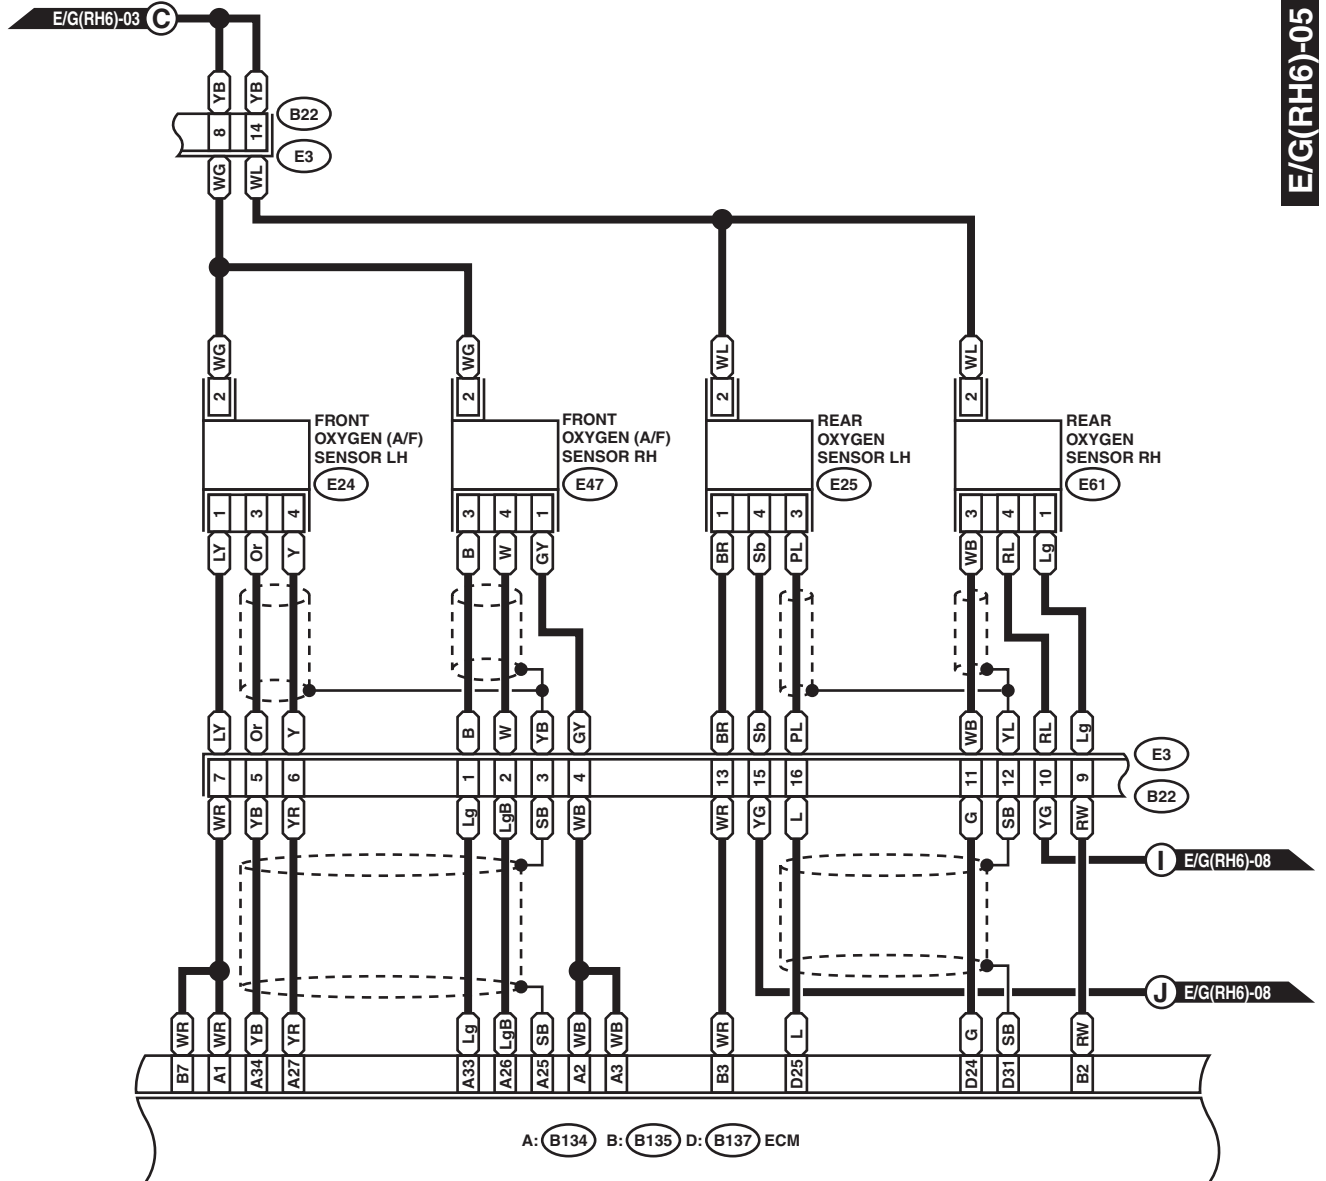 E/G(RH6)-03 C
E/G(RH6)-05
YB YB
8 14 B22
E3
WG WL
WG WG WL WL
2 2 2 2
FRONT
OXYGEN (A/F)
SENSOR LH
E24
FRONT
OXYGEN (A/F)
SENSOR RH
E47
REAR
OXYGEN
SENSOR LH
E25
REAR
OXYGEN
SENSOR RH
E61
1 3 4 3 4 1 1 4 3 3 4 1
LY Or Y B W GY BR Sb PL WB RL Lg
LY Or Y B W YB GY BR Sb PL WB YL RL Lg
E3
7 5 6 1 2 3 4 13 15 16 11 12 10 9
B22
WR YB YR Lg LgB SB WB WR YG L G SB YG RW
I E/G(RH6)-08
J E/G(RH6)-08
WR WR YB YR Lg LgB SB WB WB WR L G SB RW
B7 A1 A34 A27 A33 A26 A25 A2 A3 B3 D25 D24 D31 B2
A: B134 B: B135 D: B137 ECM